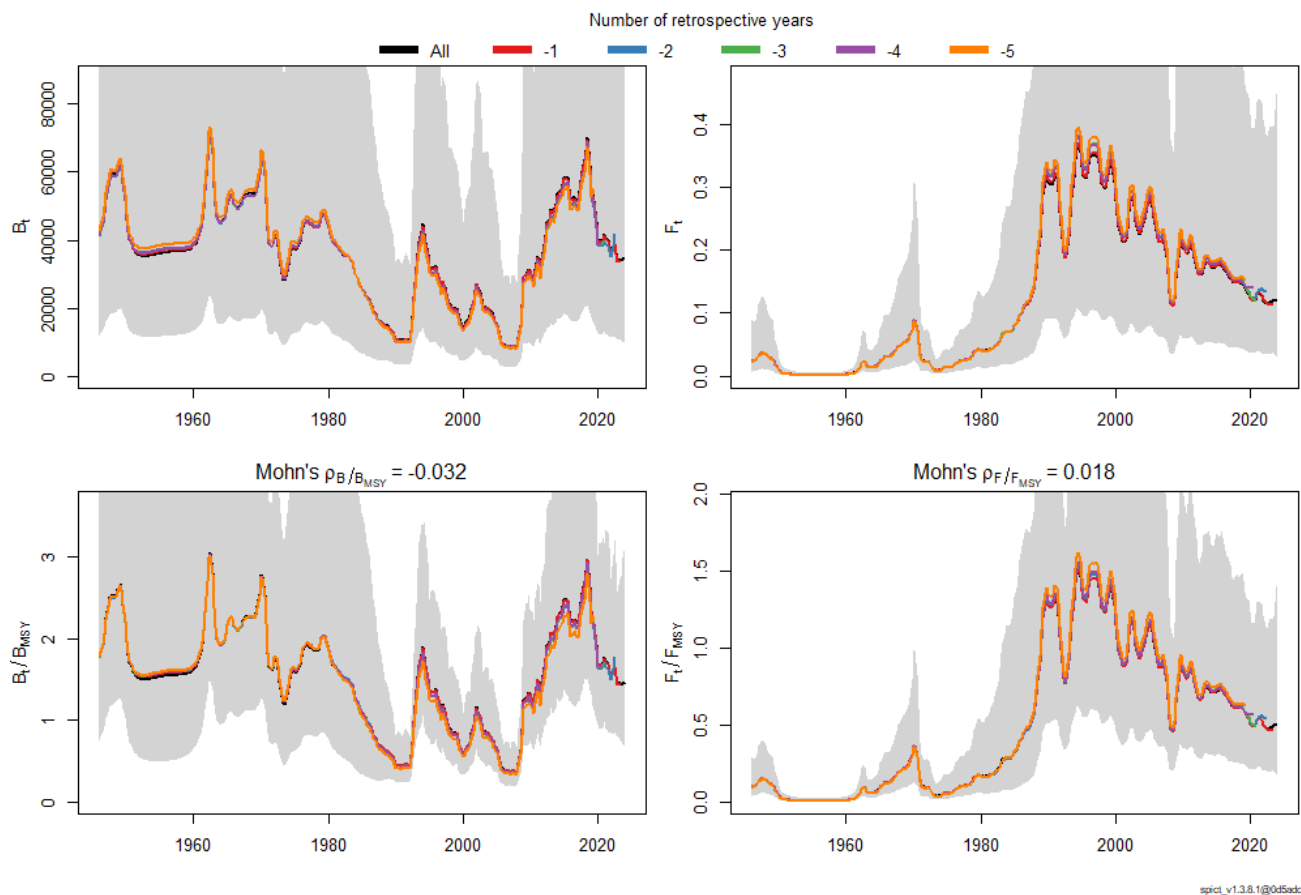 Number of retrospective years
All -1 -2 -3 -4 -5
Bt
0 20000 40000 60000 80000
1960 1980 2000 2020
Ft
0.0 0.1 0.2 0.3 0.4
1960 1980 2000 2020
Mohn's ρB/BMSY = -0.032
Bt / BMSY
0 1 2 3
1960 1980 2000 2020
Mohn's ρF/FMSY = 0.018
Ft / FMSY
0.0 0.5 1.0 1.5 2.0
1960 1980 2000 2020
spict_v1.3.8.1@0d5adc